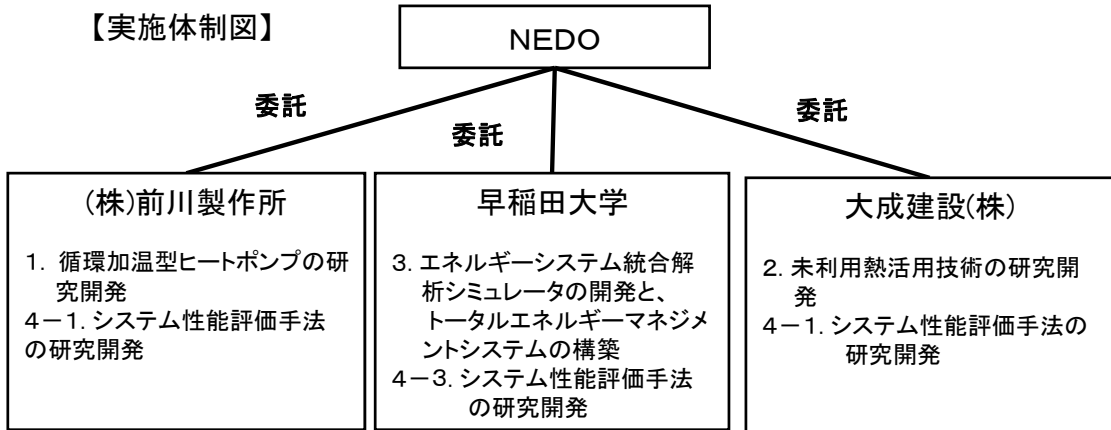 【実施体制図】
NEDO
委託
委託
委託
(株)前川製作所
1. 循環加温型ヒートポンプの研
究開発
4-1. システム性能評価手法
の研究開発
早稲田大学
3. エネルギーシステム統合解
析シミュレータの開発と、
トータルエネルギーマネジメ
ントシステムの構築
4-3. システム性能評価手法
の研究開発
大成建設(株)
2. 未利用熱活用技術の研究開
発
4-1. システム性能評価手法の
研究開発